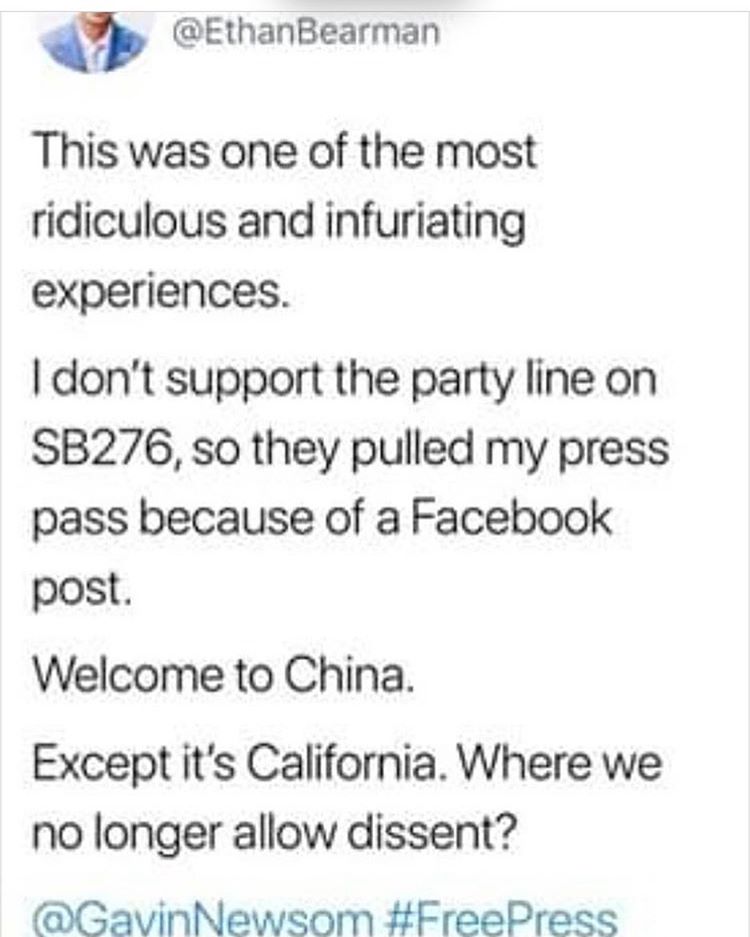 @EthanBearman
This was one of the most
ridiculous and infuriating
experiences.
I don't support the party line on
SB276, so they pulled my press
pass because of a Facebook
post.
Welcome to China.
Except it's California. Where we
no longer allow dissent?
@GavinNewsom #FreePress